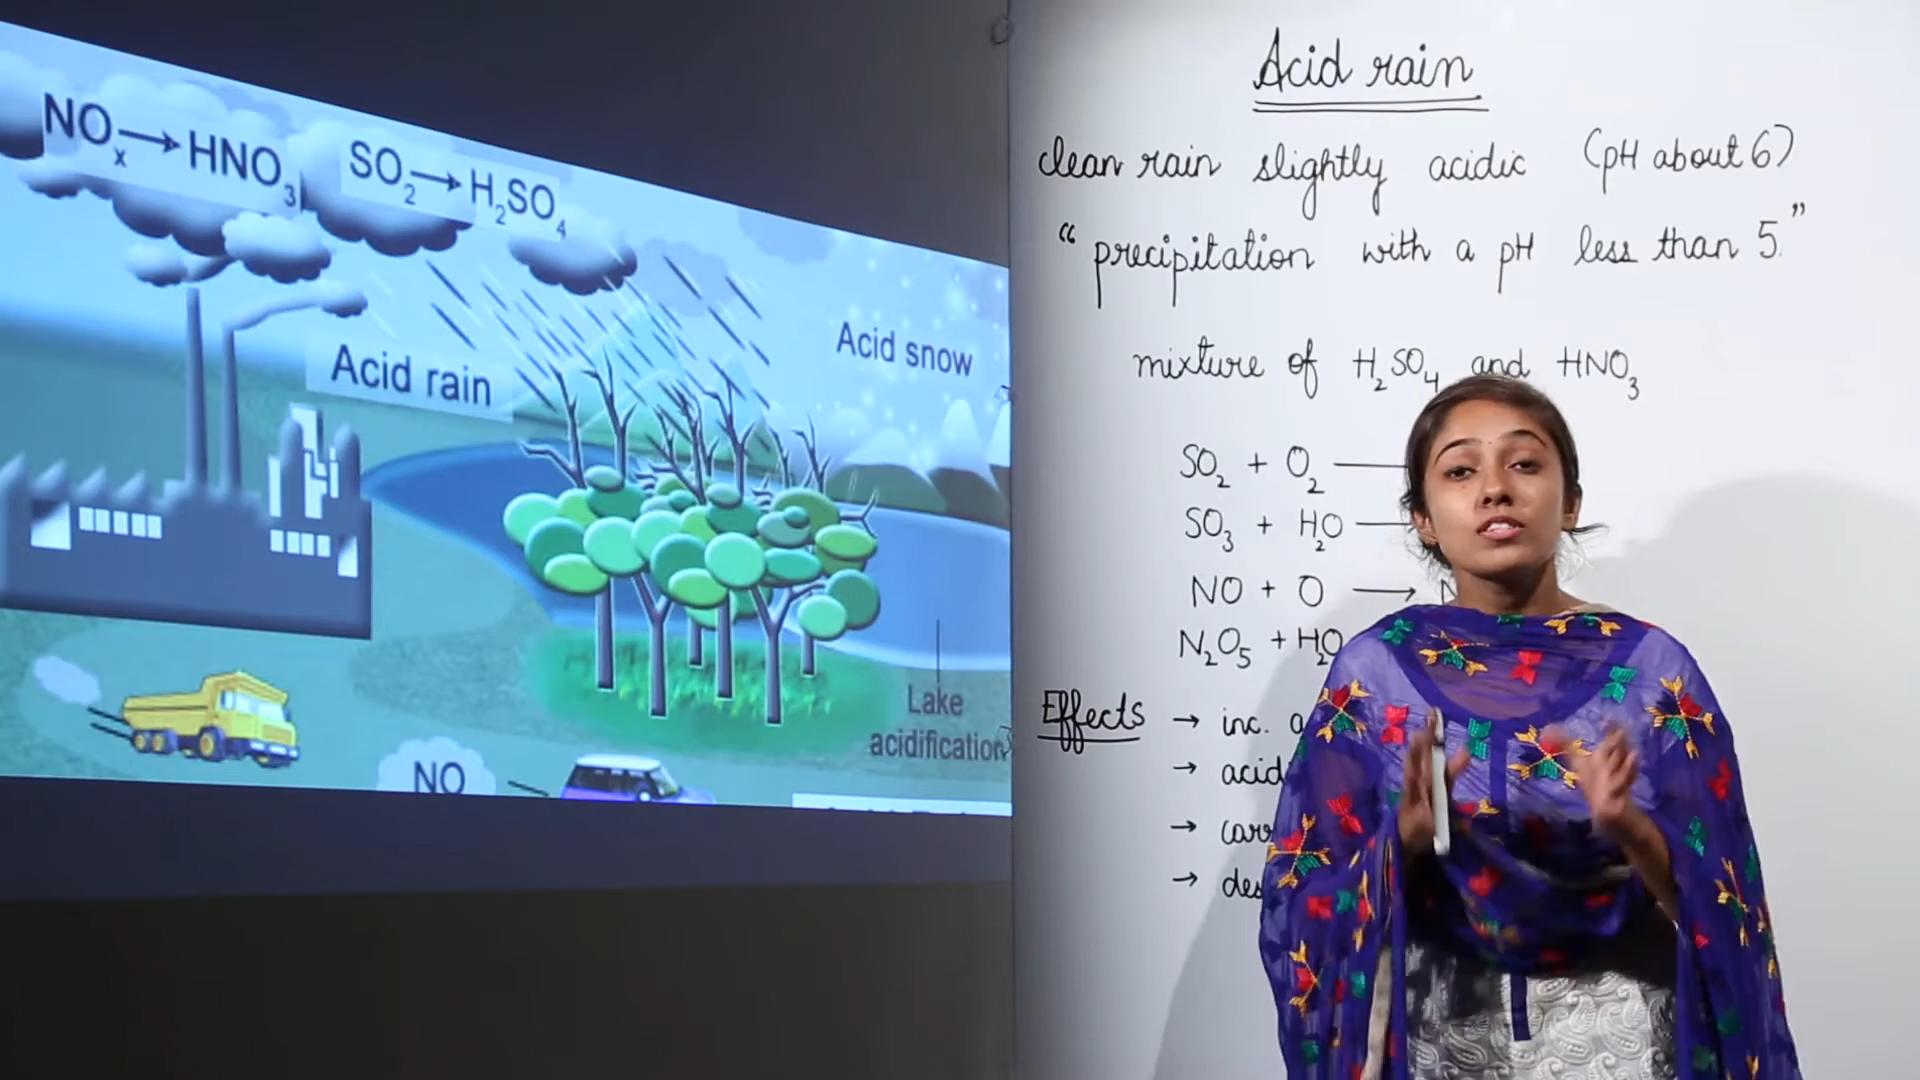 NOₓ→HNO₃
SO₂→H₂SO₄
Acid rain
Acid snow
Lake
acidification
NO
Acid rain
clean rain slightly acidic (pH about 6)
“precipitation with a pH less than 5.”
mixture of H₂SO₄ and HNO₃
SO₂ + O₂
SO₃ + H₂O
NO + O →
N₂O₅ + H₂O
Effects → inc.
→
→
→